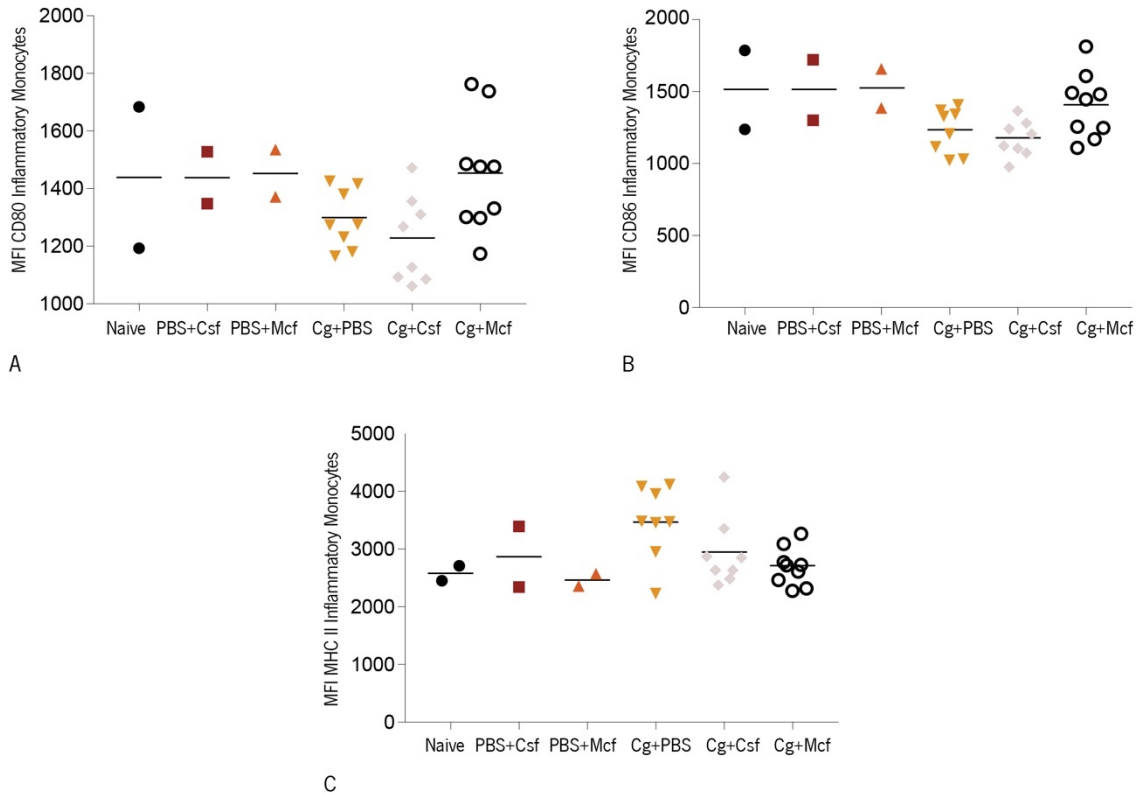 2000
1800
1600
1400
1200
1000
MFI CD80 Inflammatory Monocytes
Naive PBS+Csf PBS+Mcf Cg+PBS Cg+Csf Cg+Mcf
A
2000
1500
1000
500
0
MFI CD86 Inflammatory Monocytes
Naive PBS+Csf PBS+Mcf Cg+PBS Cg+Csf Cg+Mcf
B
5000
4000
3000
2000
1000
0
MFI MHC II Inflammatory Monocytes
Naive PBS+Csf PBS+Mcf Cg+PBS Cg+Csf Cg+Mcf
C